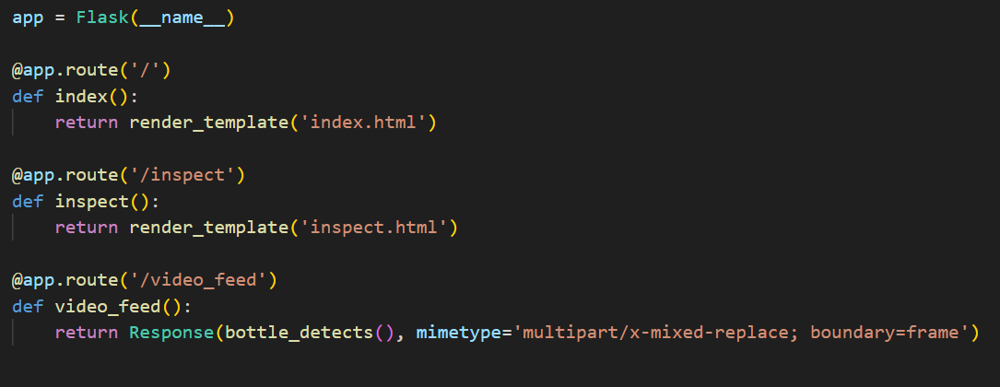 app = Flask(__name__)
@app.route('/')
def index():
    return render_template('index.html')
@app.route('/inspect')
def inspect():
    return render_template('inspect.html')
@app.route('/video_feed')
def video_feed():
    return Response(bottle_detects(), mimetype='multipart/x-mixed-replace; boundary=frame')